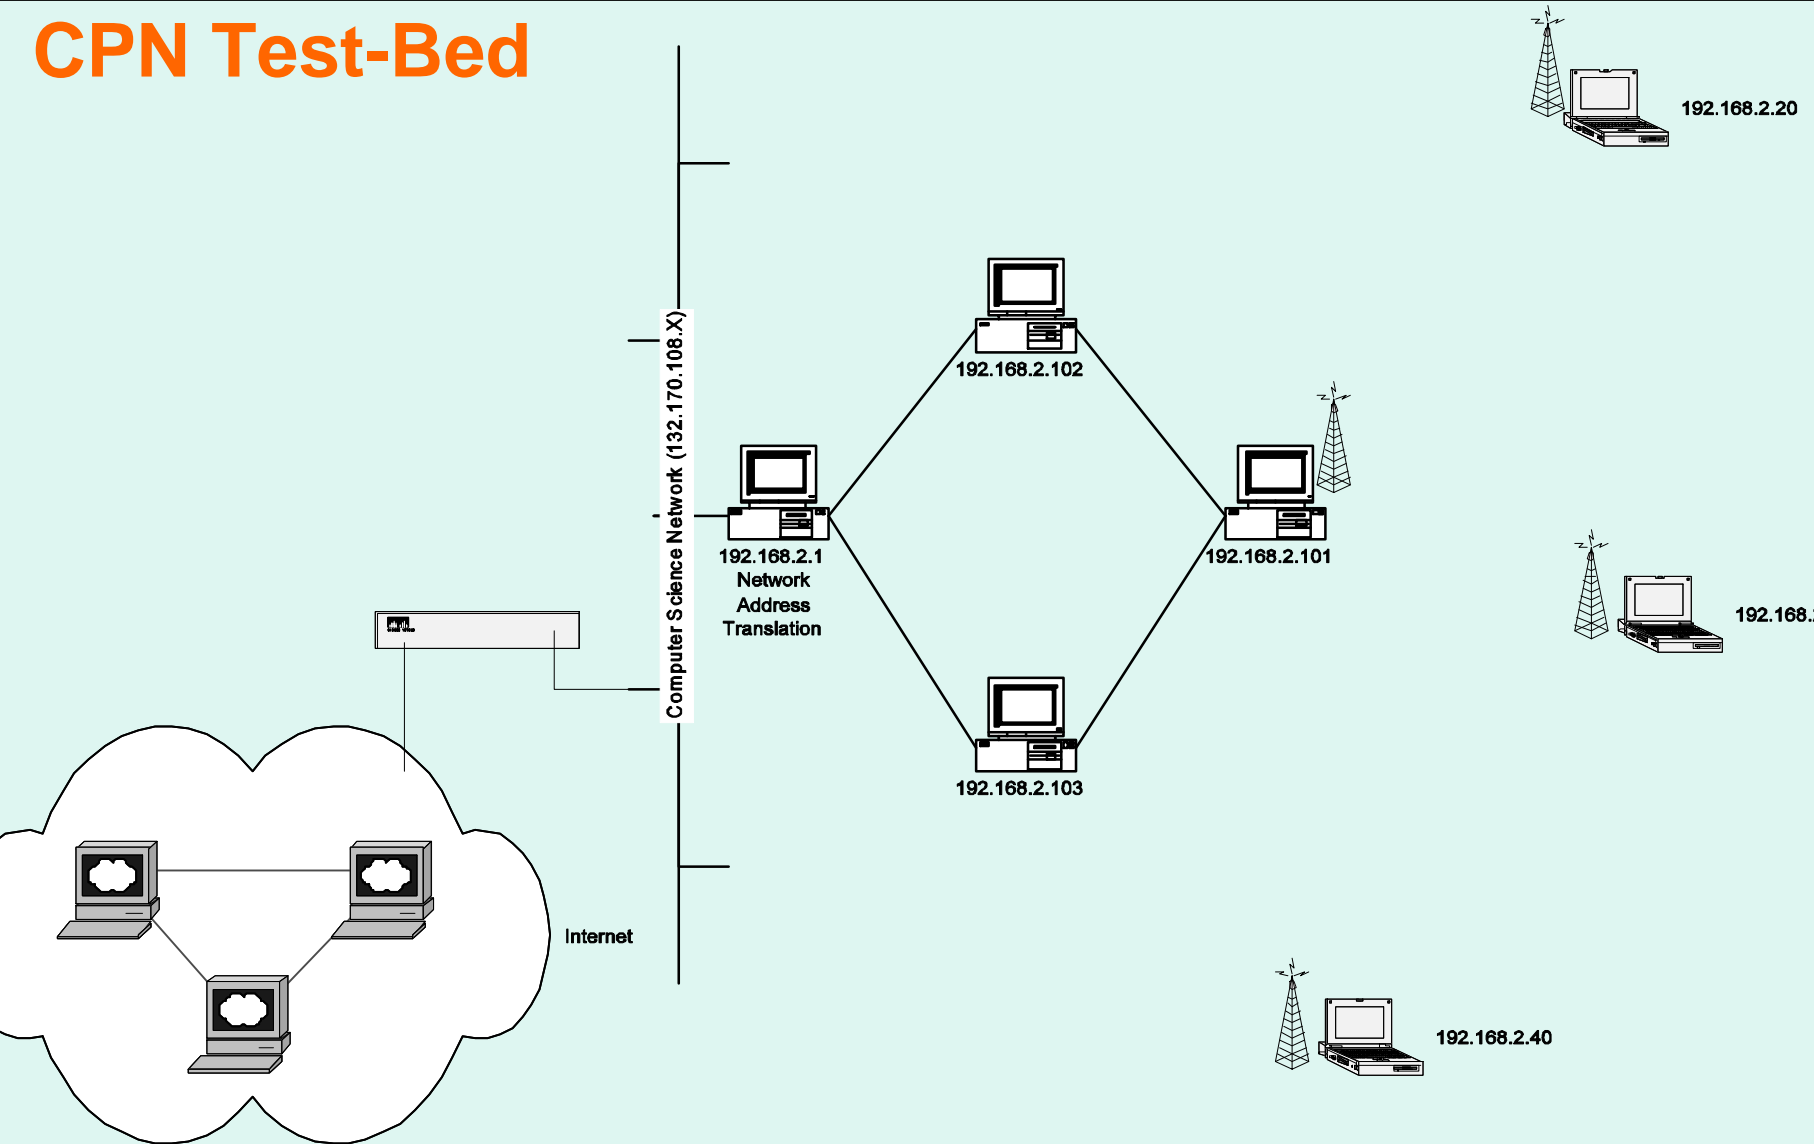 CPN Test-Bed
192.168.2.20
Computer Science Network (132.170.108.X)
192.168.2.102
192.168.2.1
Network
Address
Translation
192.168.2.101
192.168.
192.168.2.103
Internet
192.168.2.40